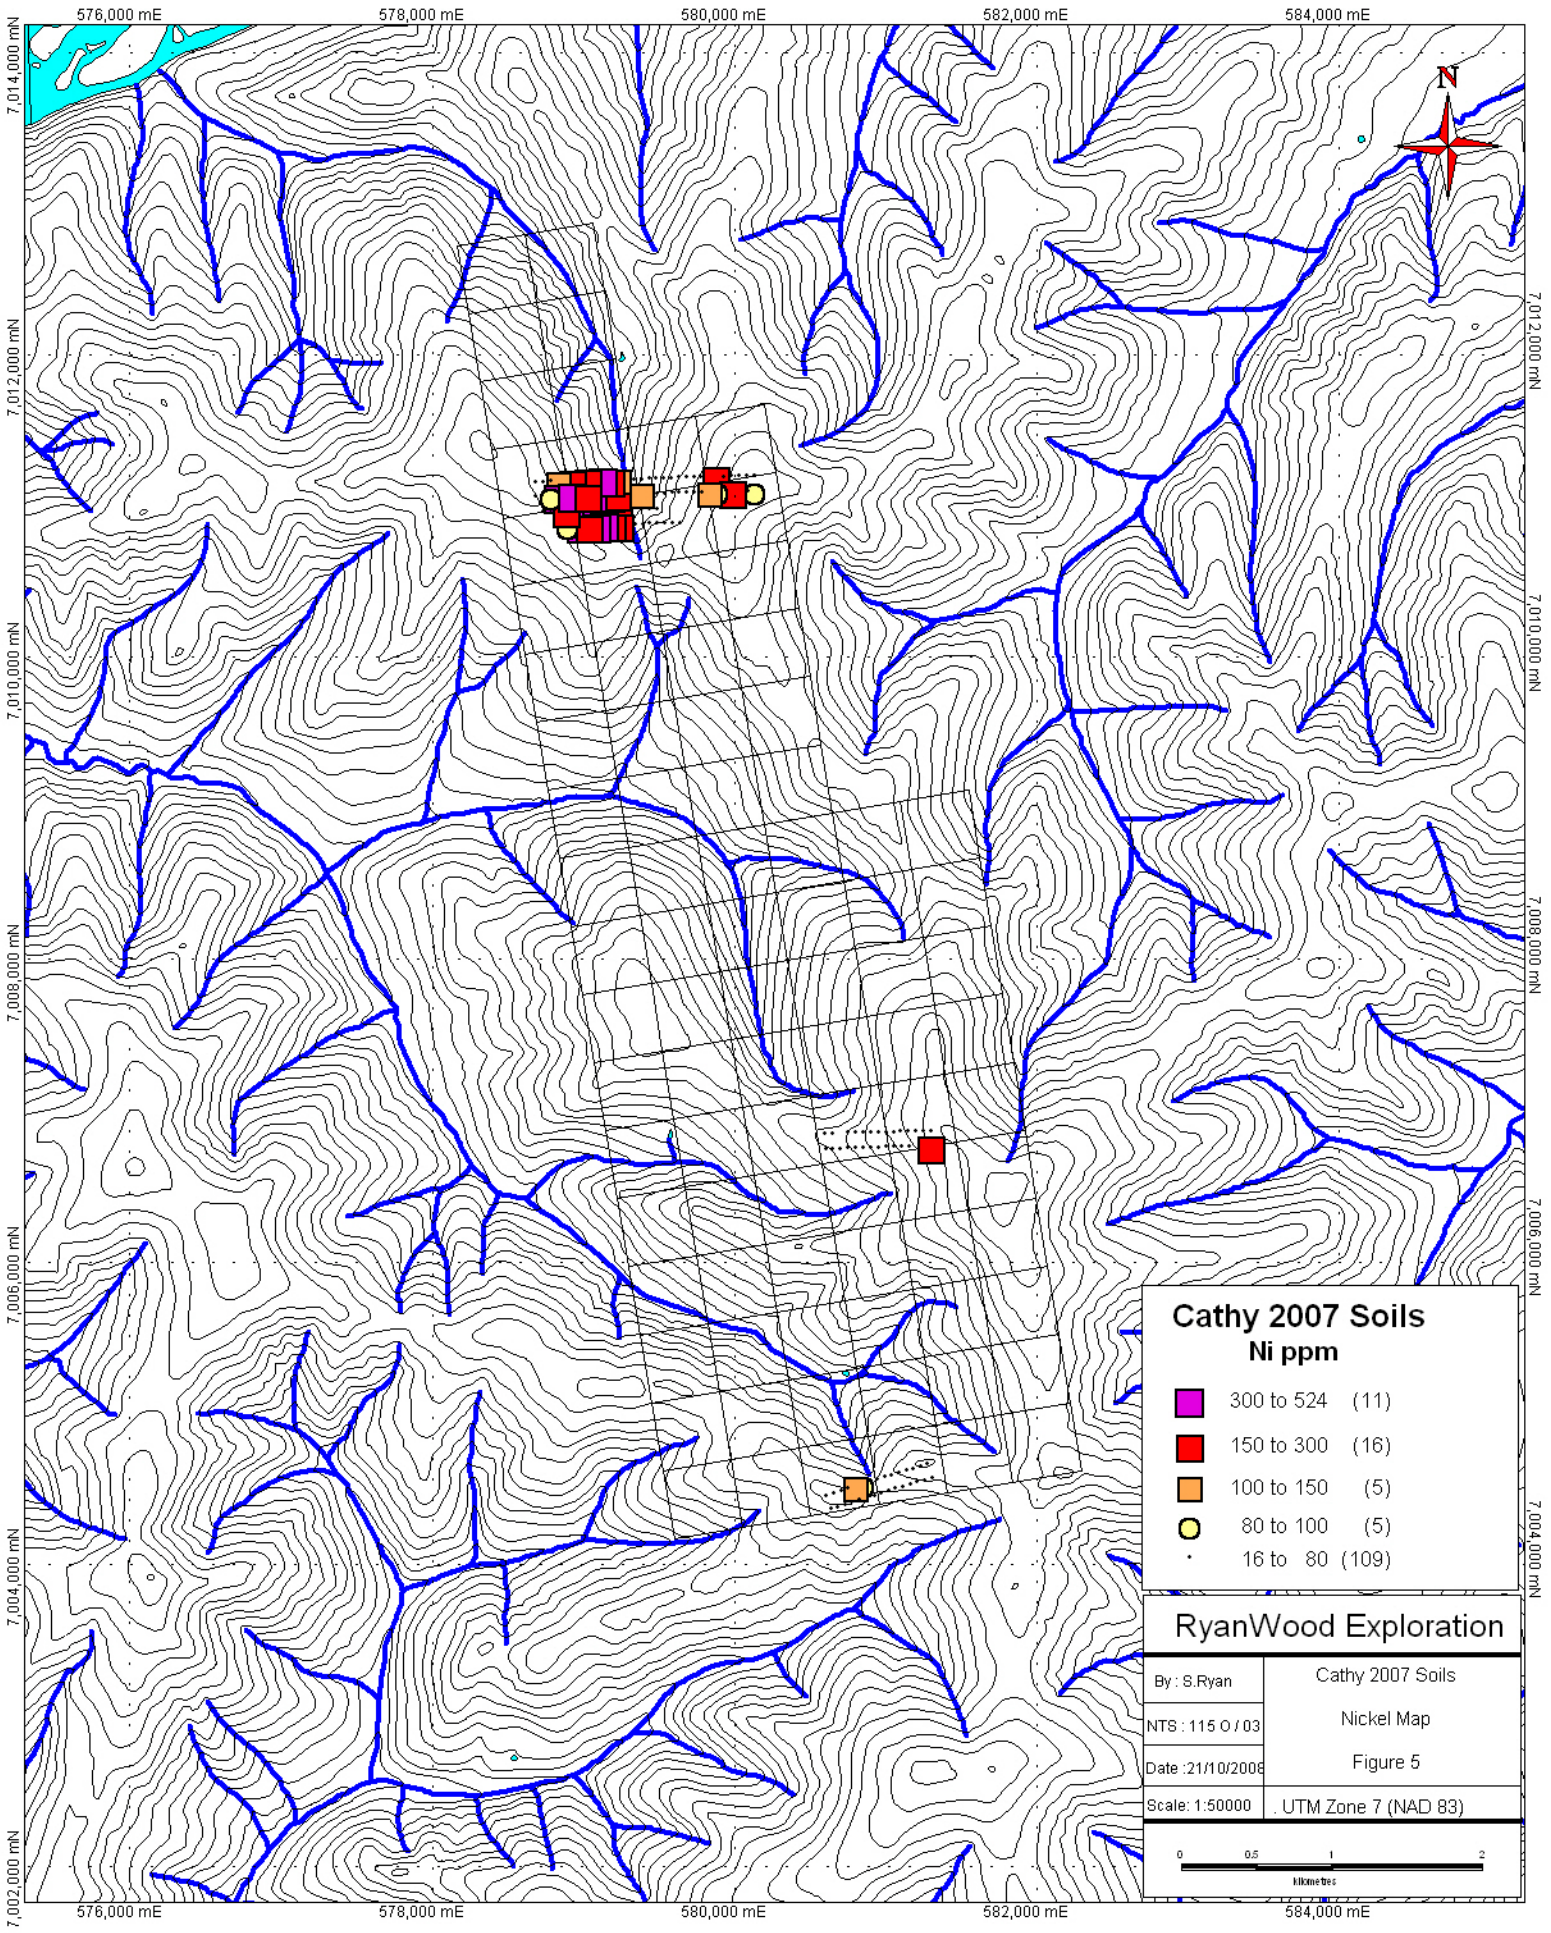 576,000 mE
578,000 mE
580,000 mE
582,000 mE
584,000 mE
7,014,000 mN
7,012,000 mN
7,010,000 mN
7,008,000 mN
7,006,000 mN
7,004,000 mN
7,002,000 mN
N
7,012,000 mN
7,010,000 mN
7,008,000 mN
7,006,000 mN
7,004,000 mN
Cathy 2007 Soils
Ni ppm
300 to 524 (11)
150 to 300 (16)
100 to 150 (5)
80 to 100 (5)
16 to 80 (109)
RyanWood Exploration
By : S.Ryan
Cathy 2007 Soils
NTS : 115 O / 03
Nickel Map
Date :21/10/2008
Figure 5
Scale: 1:50000
UTM Zone 7 (NAD 83)
0 0.5 1 2
kilometres
576,000 mE
578,000 mE
580,000 mE
582,000 mE
584,000 mE